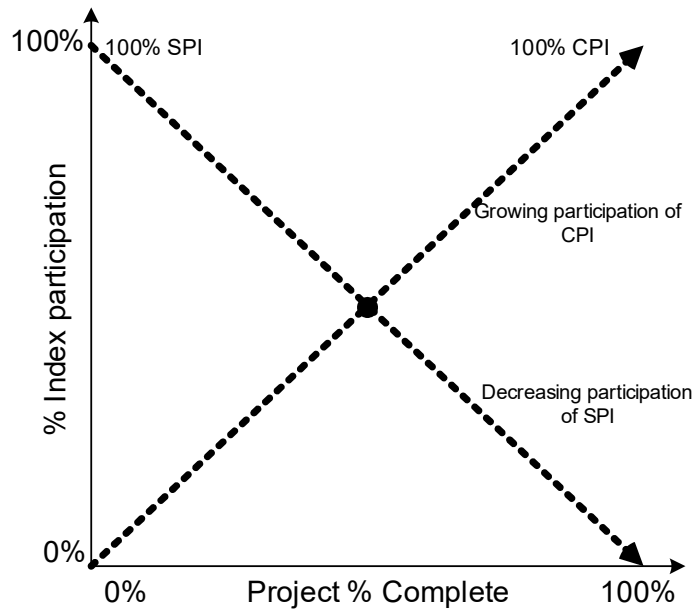 100%
100% SPI
100% CPI
Growing participation of
CPI
% Index participation
Decreasing participation
of SPI
0%
0%
Project % Complete
100%